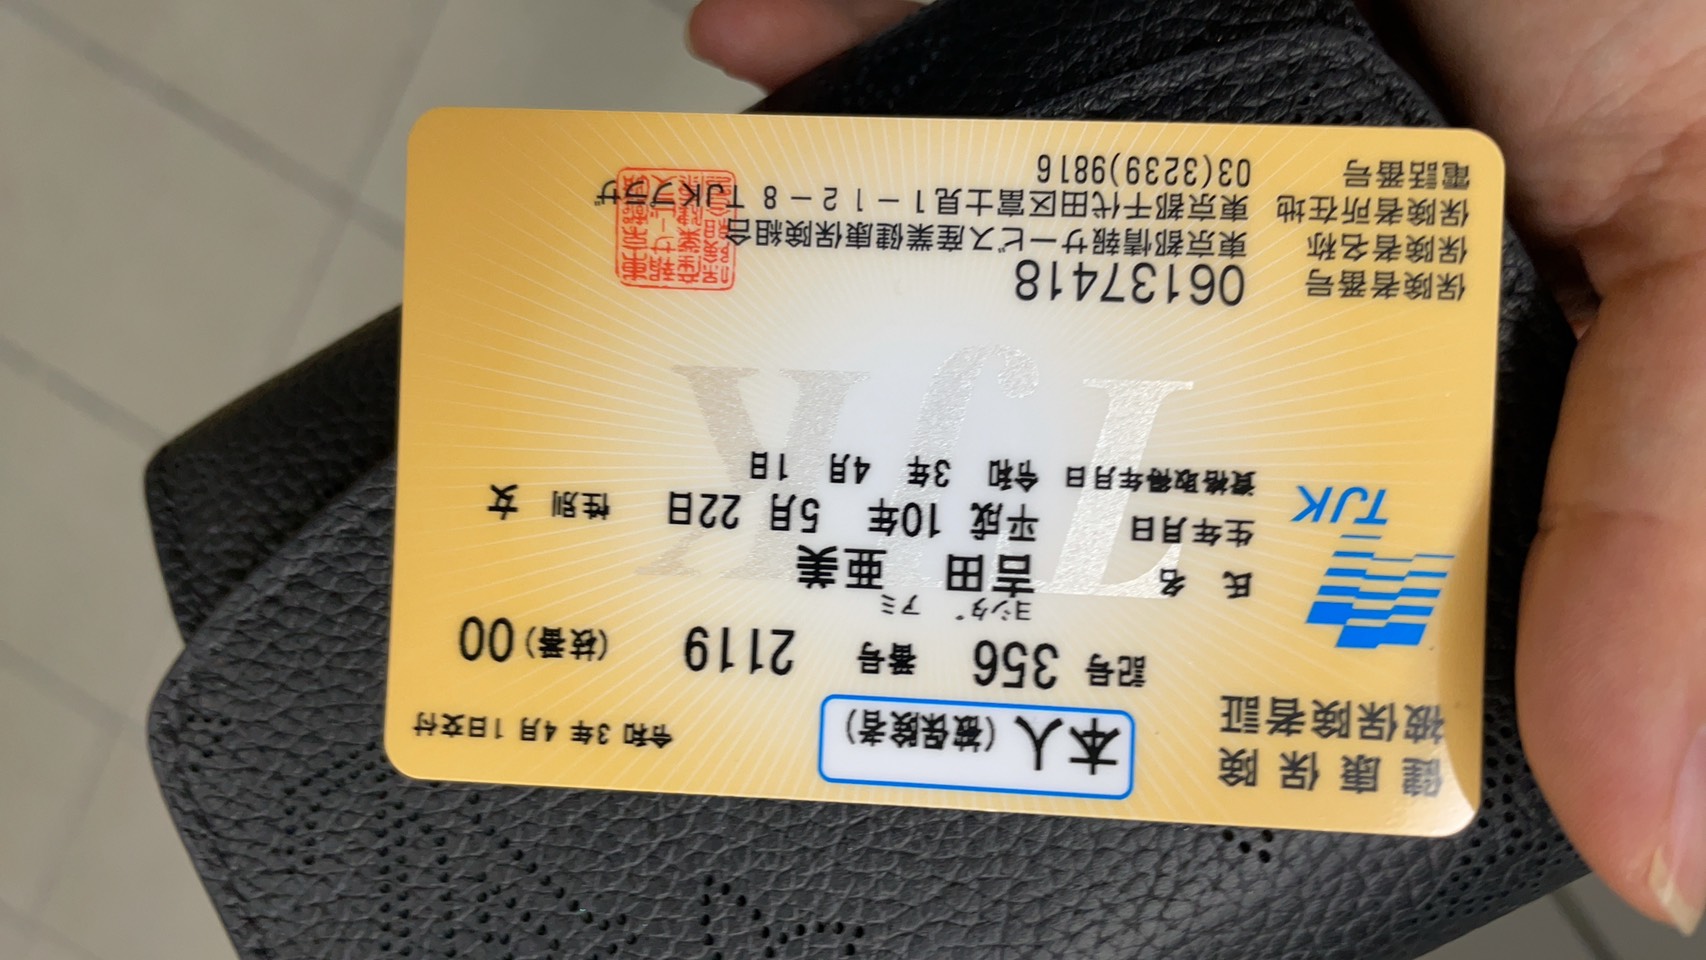 健康保険
被保険者証
本人(被保険者)
令和 3年 4月 1日交付
記号 356 番号 2119 (枝番) 00
ヨシダ アミ
氏名 吉田 亜美
生年月日 平成 10年 5月 22日 性別 女
資格取得年月日 令和 3年 4月 1日
TJK
TJK
保険者番号 06137418
保険者名称 東京都情報サービス産業健康保険組合
保険者所在地 東京都千代田区富士見1-12-8 TJKプラザ
電話番号 03(3239)9816